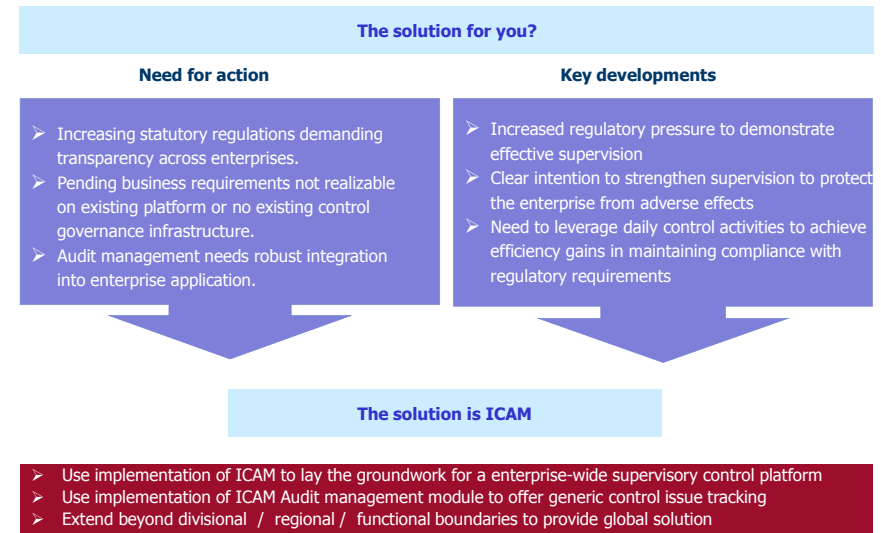 The solution for you?
Need for action
Key developments
➢ Increasing statutory regulations demanding
transparency across enterprises.
➢ Pending business requirements not realizable
on existing platform or no existing control
governance infrastructure.
➢ Audit management needs robust integration
into enterprise application.
➢ Increased regulatory pressure to demonstrate
effective supervision
➢ Clear intention to strengthen supervision to protect
the enterprise from adverse effects
➢ Need to leverage daily control activities to achieve
efficiency gains in maintaining compliance with
regulatory requirements
The solution is ICAM
➢ Use implementation of ICAM to lay the groundwork for a enterprise-wide supervisory control platform
➢ Use implementation of ICAM Audit management module to offer generic control issue tracking
➢ Extend beyond divisional / regional / functional boundaries to provide global solution